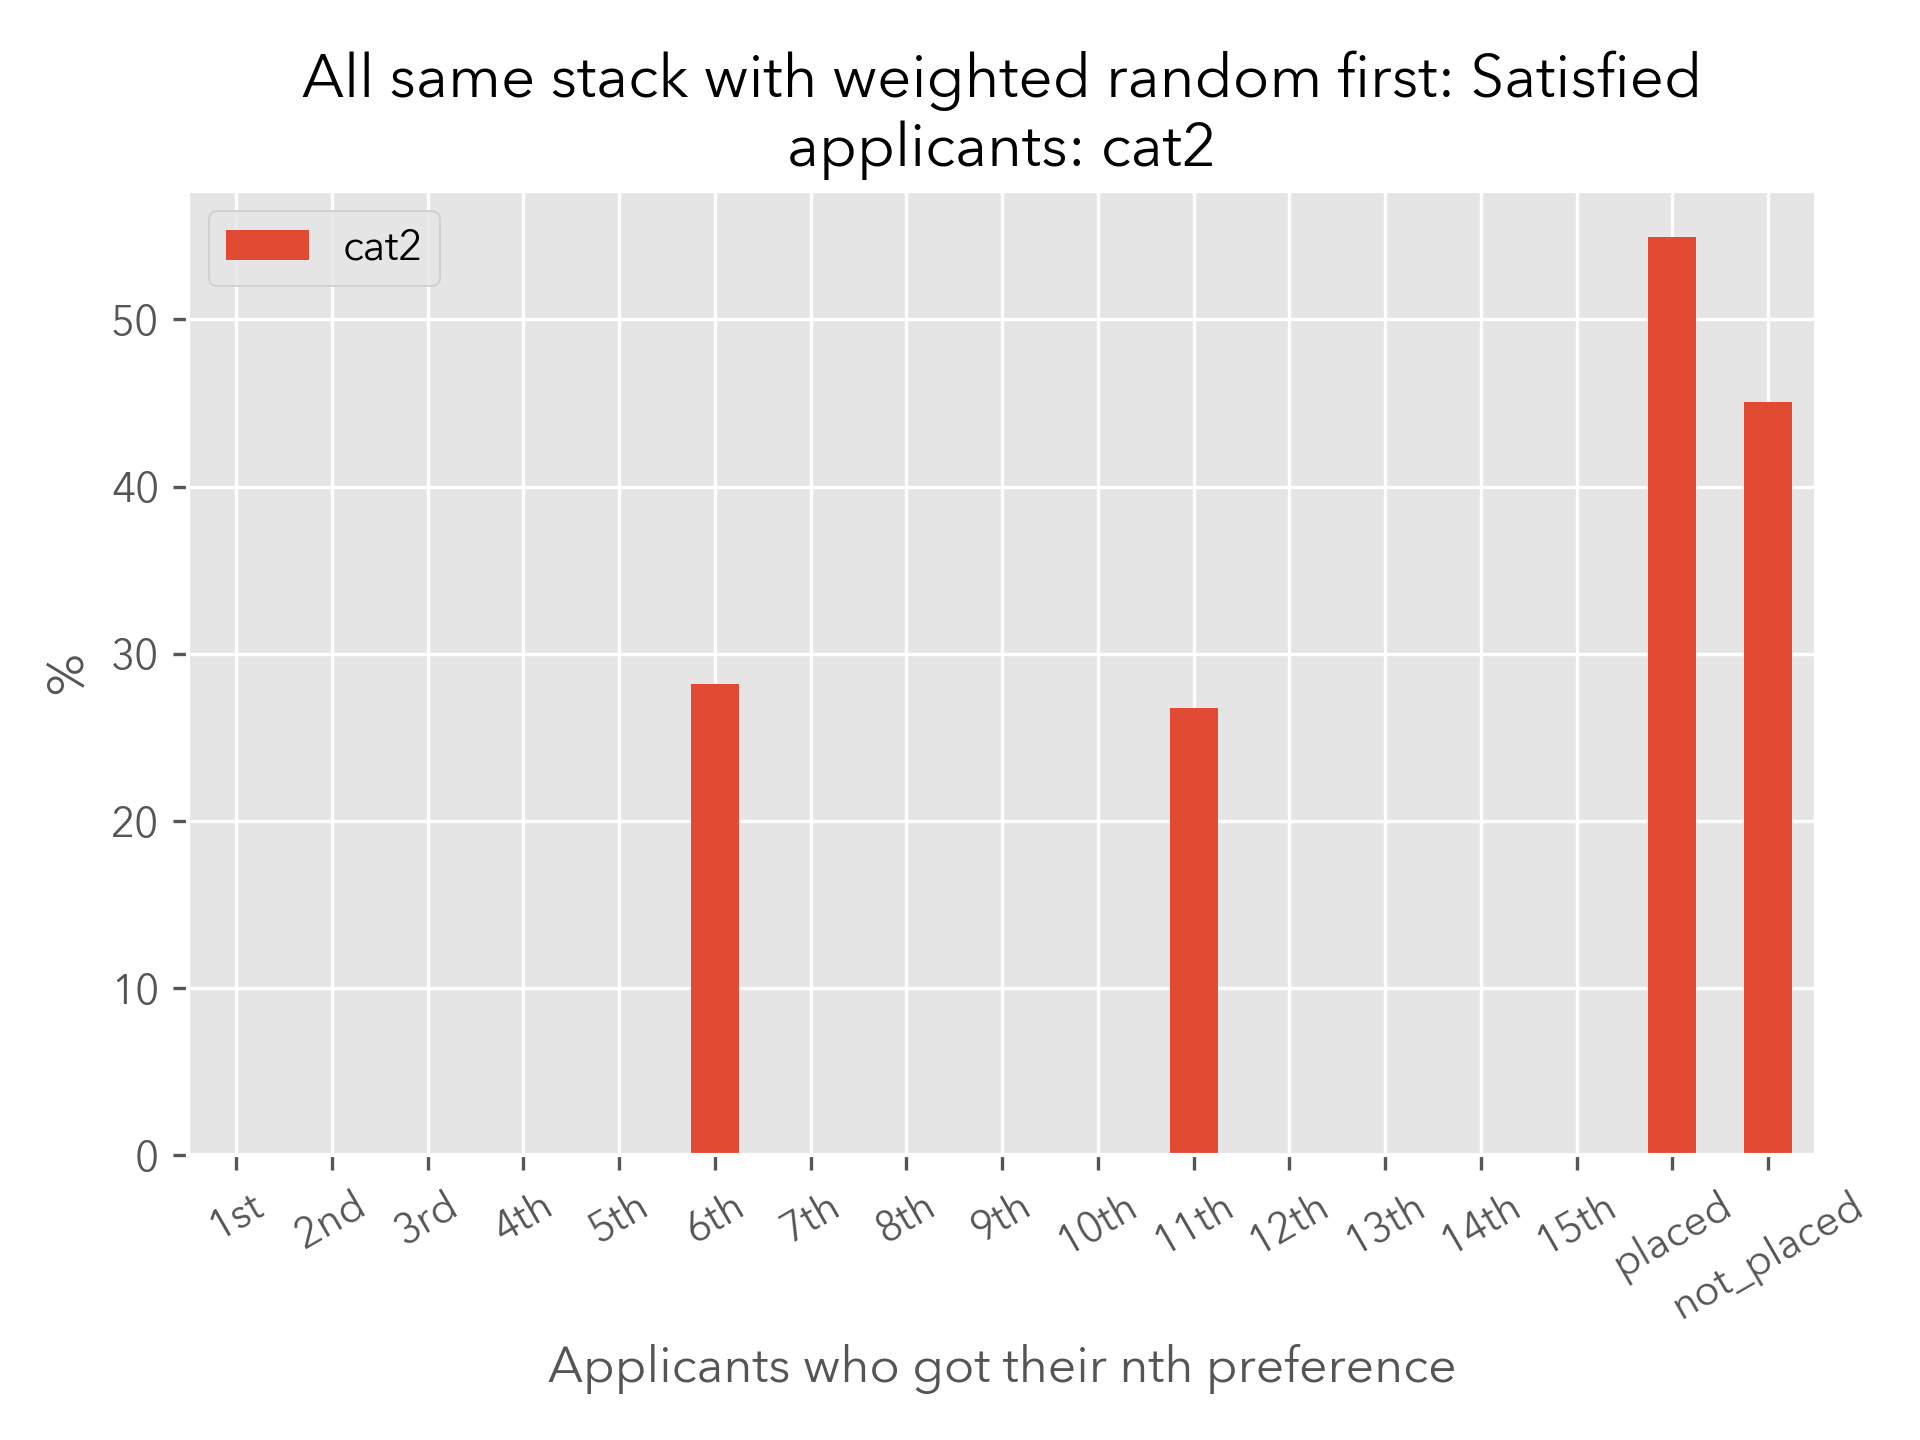 All same stack with weighted random first: Satisfied
applicants: cat2
cat2
50
40
30
20
10
0
%
1st
2nd
3rd
4th
5th
6th
7th
8th
9th
10th
11th
12th
13th
14th
15th
placed
not_placed
Applicants who got their nth preference